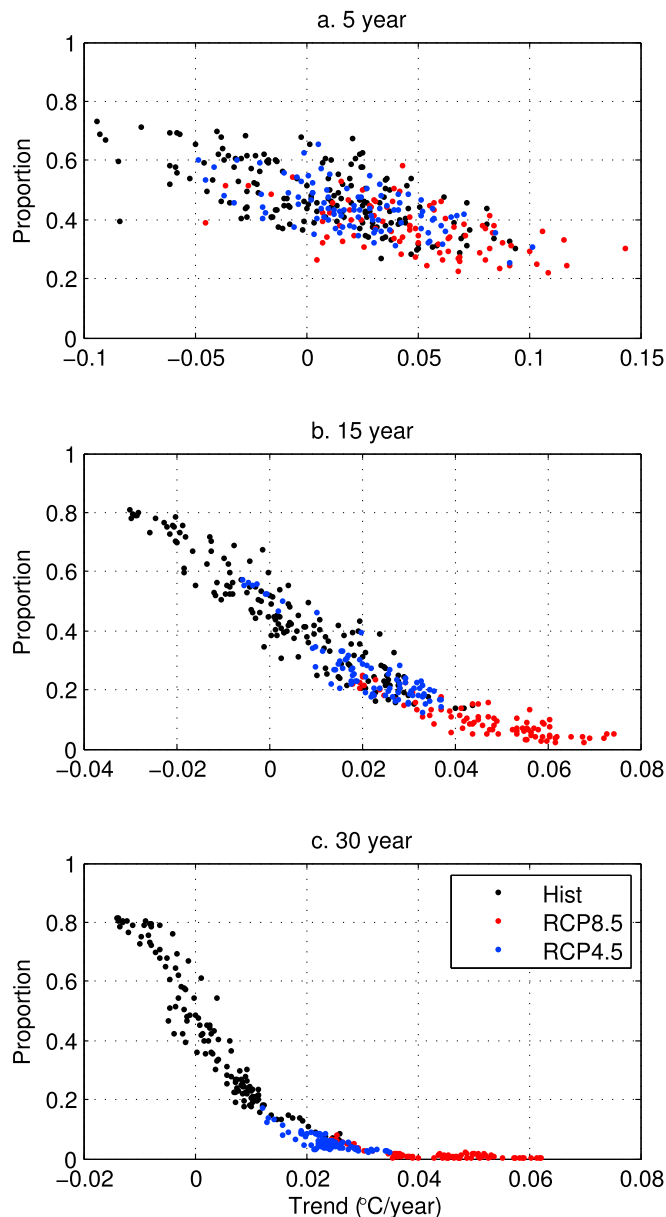 a. 5 year
1
0.8
0.6
0.4
0.2
0
Proportion
−0.1 −0.05 0 0.05 0.1 0.15
b. 15 year
1
0.8
0.6
0.4
0.2
0
Proportion
−0.04 −0.02 0 0.02 0.04 0.06 0.08
c. 30 year
1
0.8
0.6
0.4
0.2
0
Proportion
Hist
RCP8.5
RCP4.5
−0.02 0 0.02 0.04 0.06 0.08
Trend (°C/year)